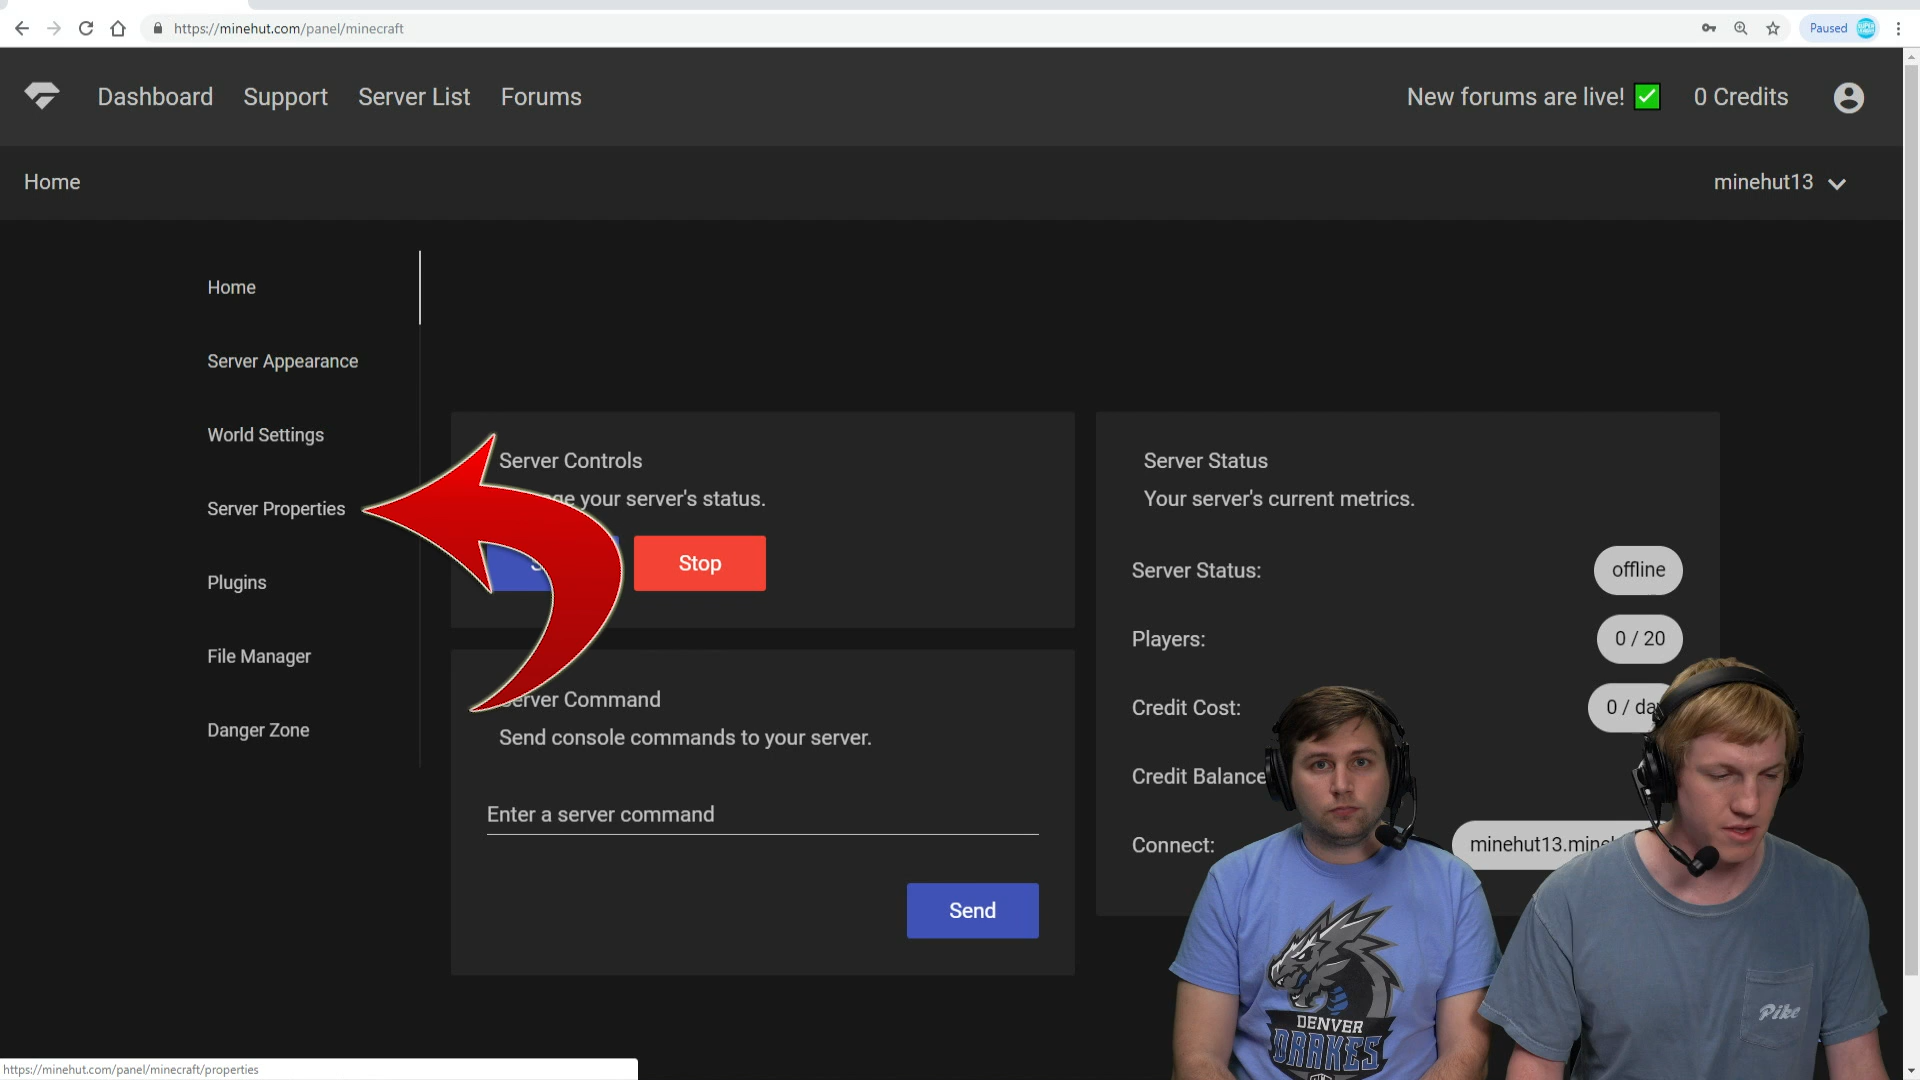 https://minehut.com/panel/minecraft
Paused
Dashboard Support Server List Forums
New forums are live! 0 Credits
Home
minehut13
Home
Server Appearance
World Settings
Server Properties
Plugins
File Manager
Danger Zone
Server Controls
your server's status.
Stop
Server Command
Send console commands to your server.
Enter a server command
Send
Server Status
Your server's current metrics.
Server Status: offline
Players: 0 / 20
Credit Cost: 0 / da
Credit Balance
Connect: minehut13.mine
DENVER
DRAKES
Pike
https://minehut.com/panel/minecraft/properties